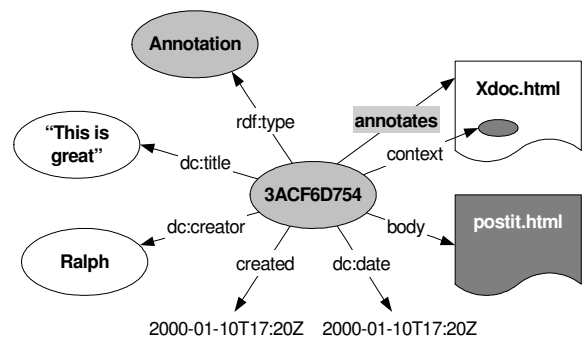 Annotation
Xdoc.html
rdf:type
annotates
"This is
great"
dc:title
context
3ACF6D754
dc:creator
body
postit.html
Ralph
created
dc:date
2000-01-10T17:20Z
2000-01-10T17:20Z